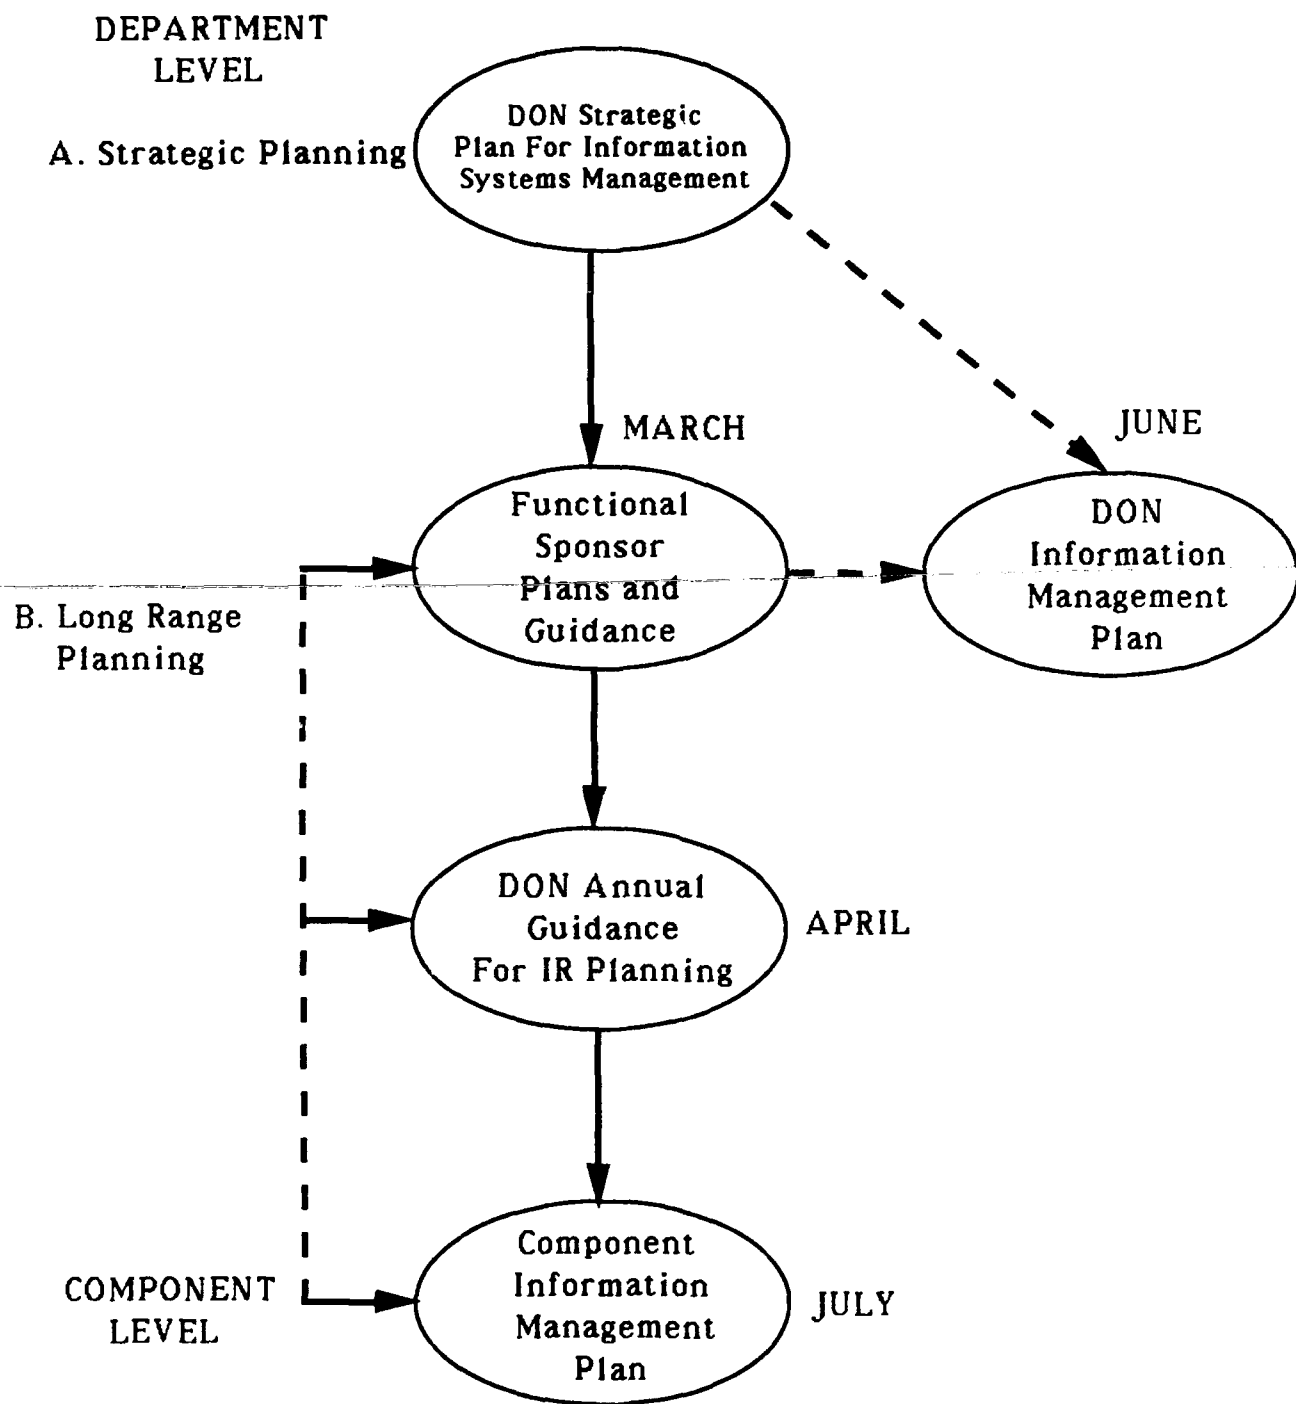 DEPARTMENT
LEVEL
DON Strategic
Plan For Information
Systems Management
A. Strategic Planning
MARCH
JUNE
Functional
Sponsor
Plans and
Guidance
DON
Information
Management
Plan
B. Long Range
Planning
DON Annual
Guidance
For IR Planning
APRIL
Component
Information
Management
Plan
COMPONENT
LEVEL
JULY